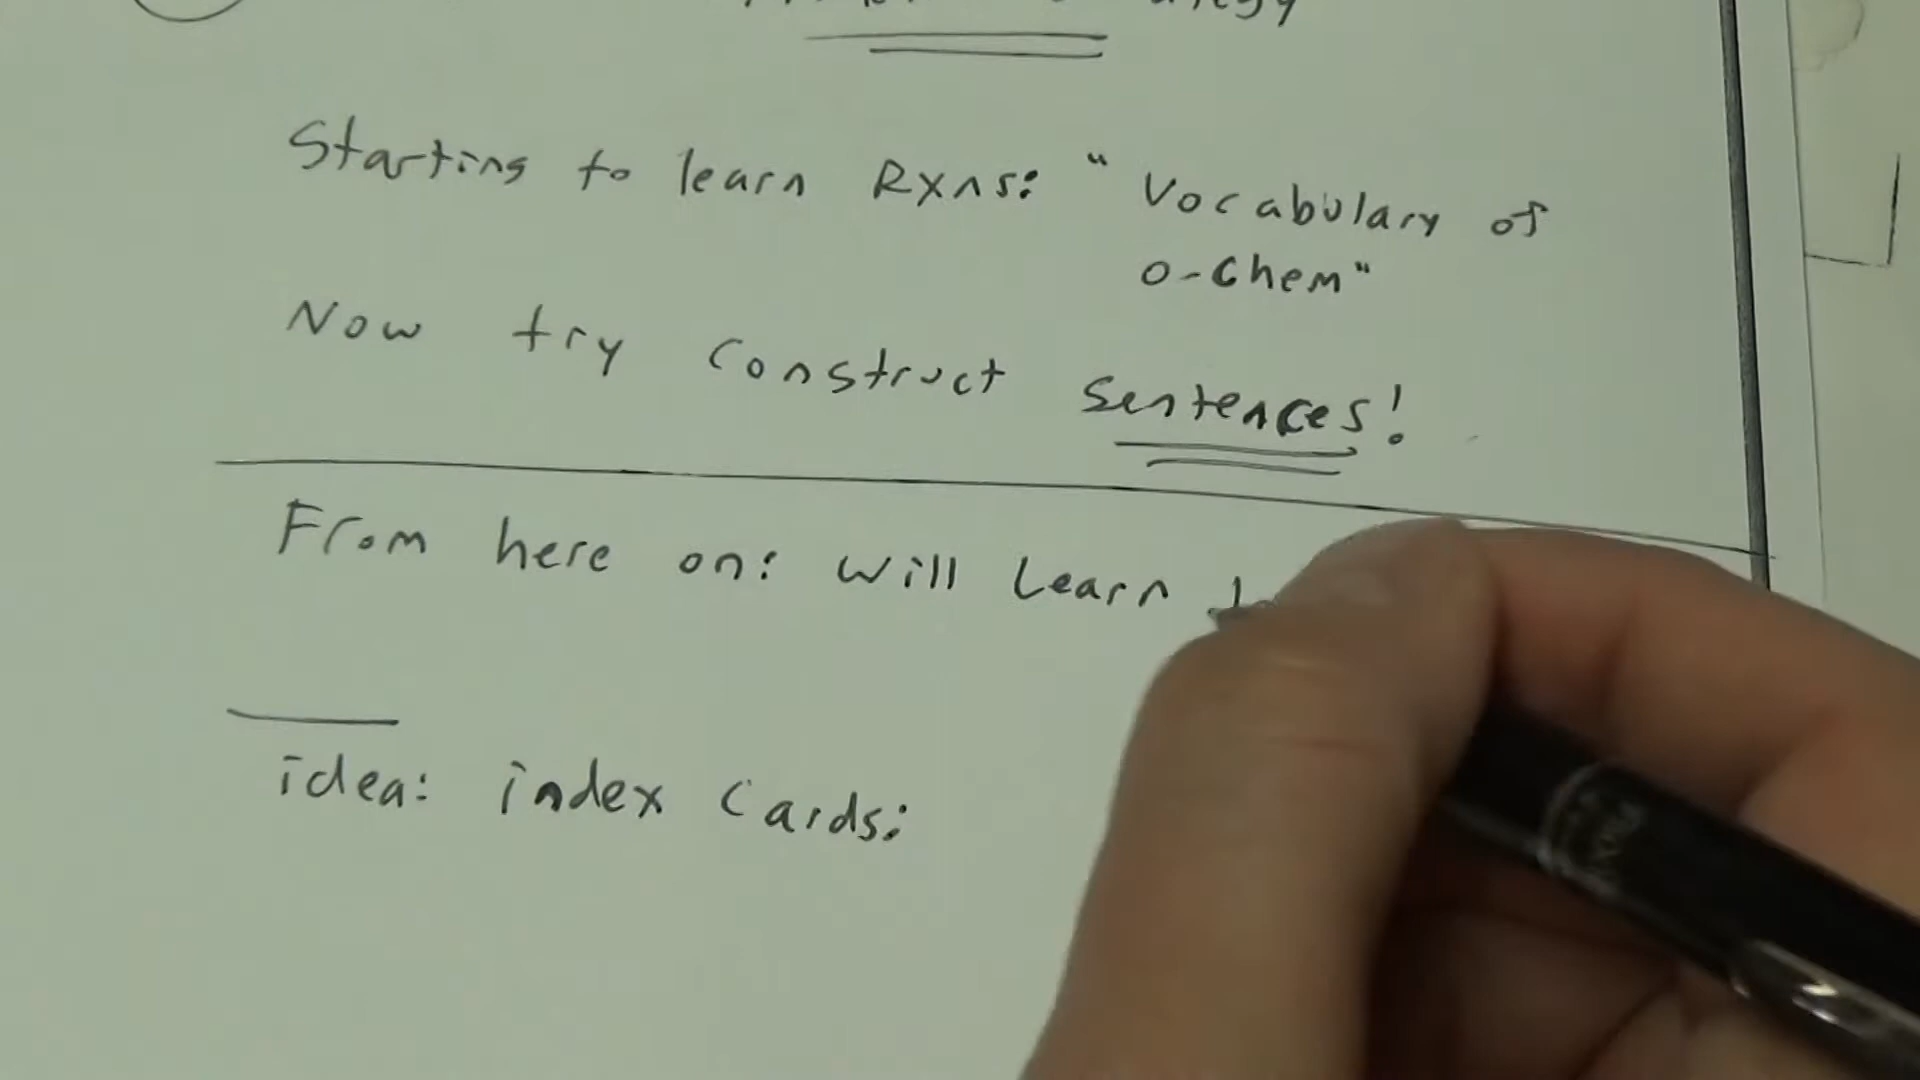 Starting to learn Rxns: "Vocabulary of
O-Chem"
Now try construct sentences!
From here on: will learn
idea: index cards: